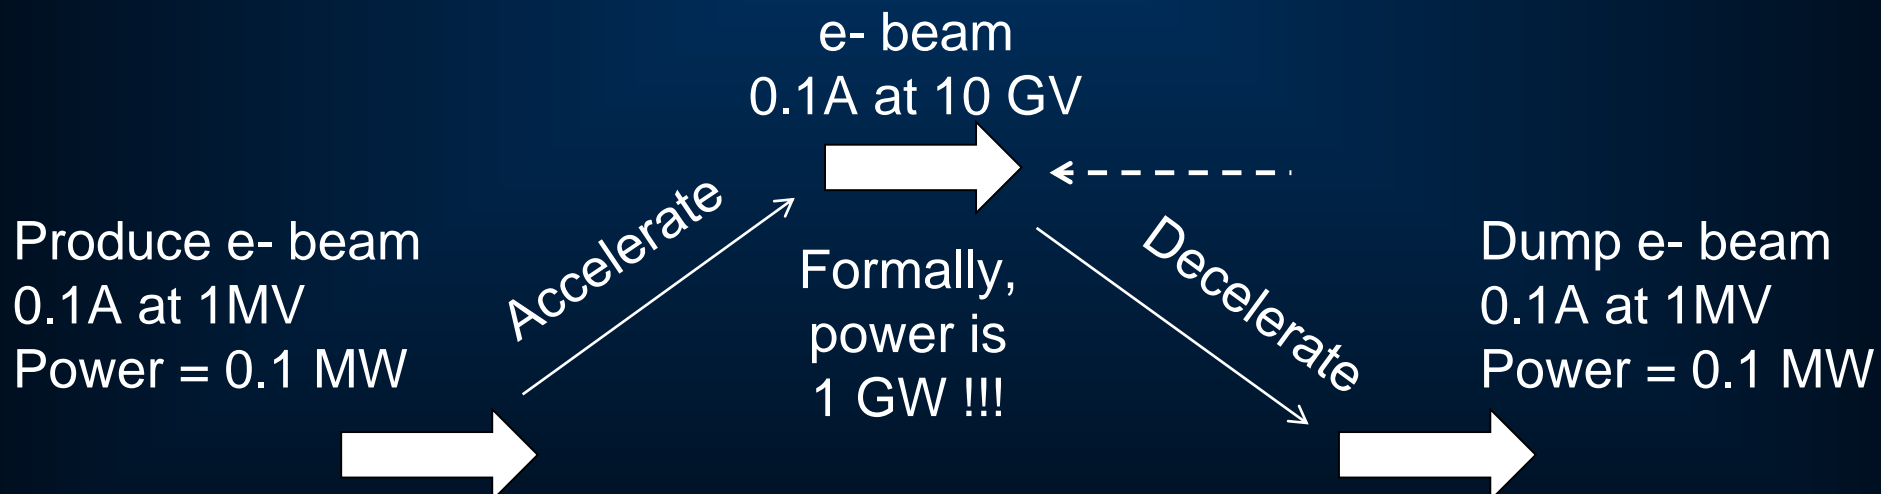 e- beam
0.1A at 10 GV
Produce e- beam
0.1A at 1MV
Power = 0.1 MW
Accelerate
Formally,
power is
1 GW !!!
Decelerate
Dump e- beam
0.1A at 1MV
Power = 0.1 MW